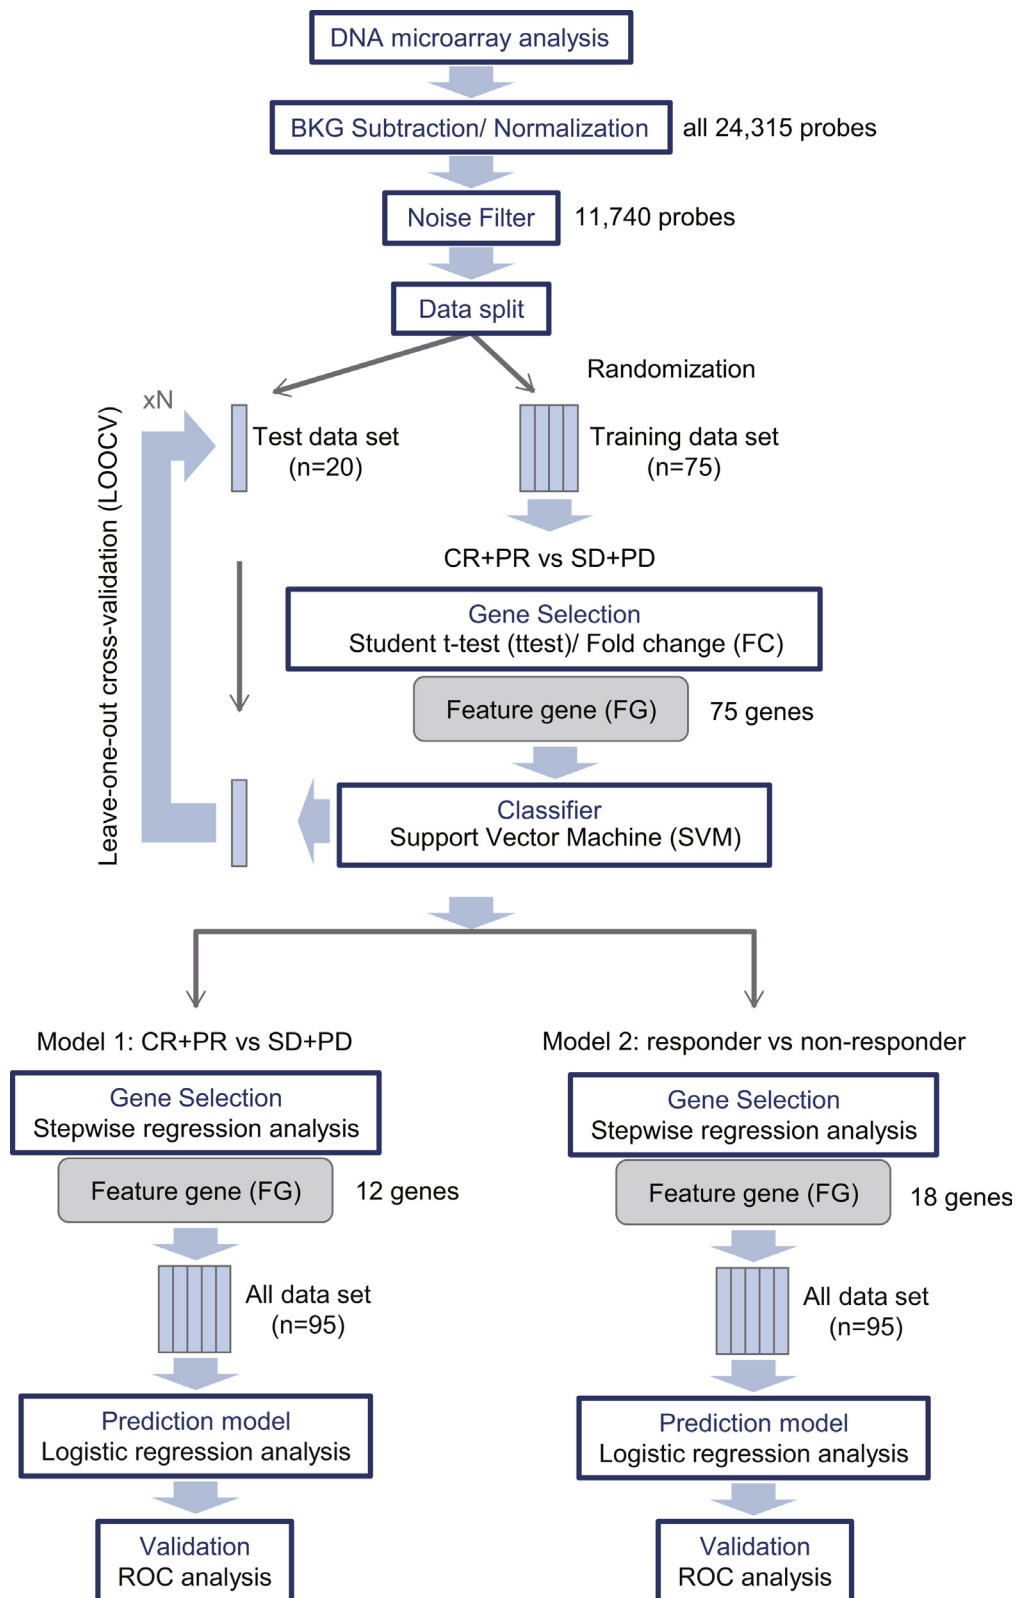 DNA microarray analysis
BKG Subtraction/ Normalization
all 24,315 probes
Noise Filter
11,740 probes
Data split
Randomization
xN
Leave-one-out cross-validation (LOOCV)
Test data set
(n=20)
Training data set
(n=75)
CR+PR vs SD+PD
Gene Selection
Student t-test (ttest)/ Fold change (FC)
Feature gene (FG)
75 genes
Classifier
Support Vector Machine (SVM)
Model 1: CR+PR vs SD+PD
Gene Selection
Stepwise regression analysis
Feature gene (FG)
12 genes
All data set
(n=95)
Prediction model
Logistic regression analysis
Validation
ROC analysis
Model 2: responder vs non-responder
Gene Selection
Stepwise regression analysis
Feature gene (FG)
18 genes
All data set
(n=95)
Prediction model
Logistic regression analysis
Validation
ROC analysis